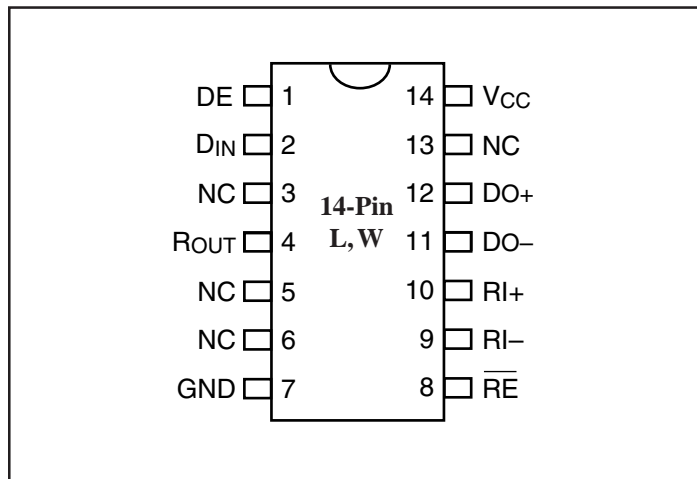 DE 1 14 VCC
DIN 2 13 NC
NC 3 12 DO+
14-Pin
L, W
ROUT 4 11 DO–
NC 5 10 RI+
NC 6 9 RI–
GND 7 8 R̅E̅